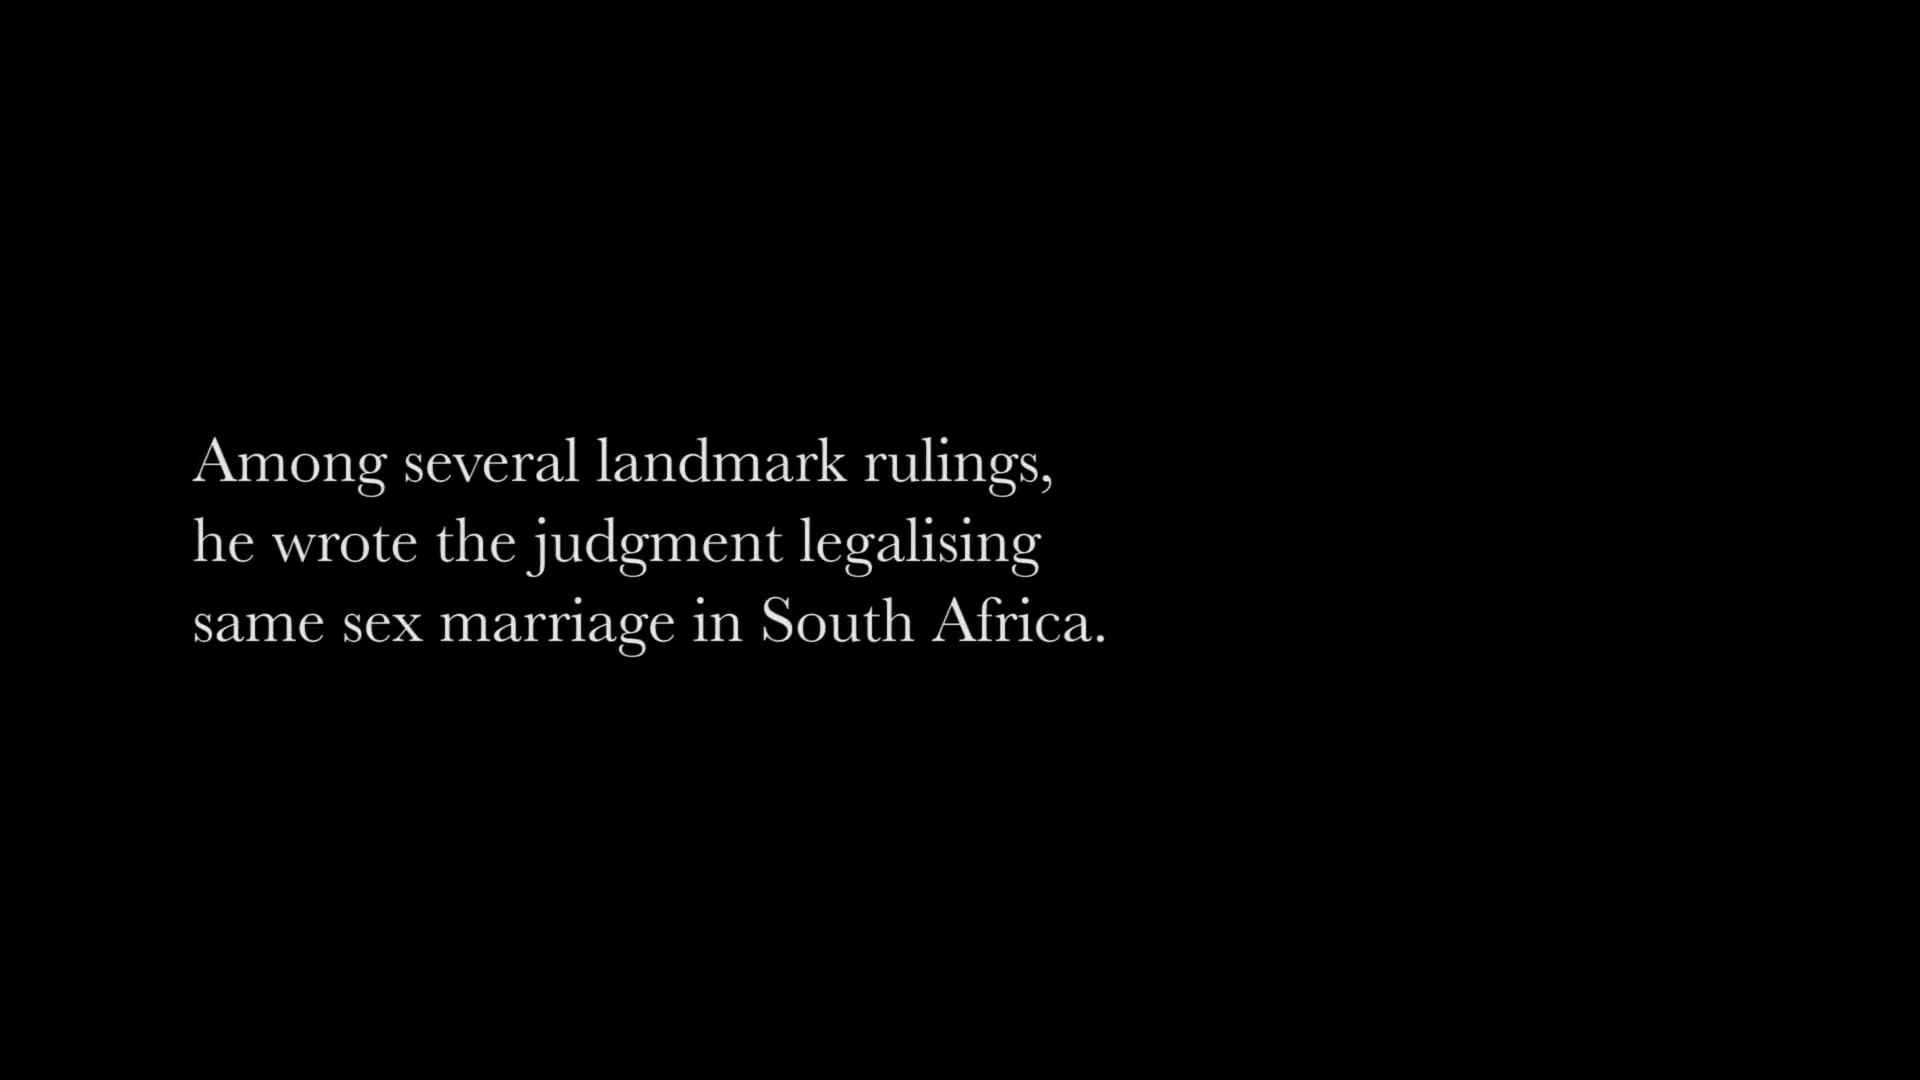 Among several landmark rulings,
he wrote the judgment legalising
same sex marriage in South Africa.